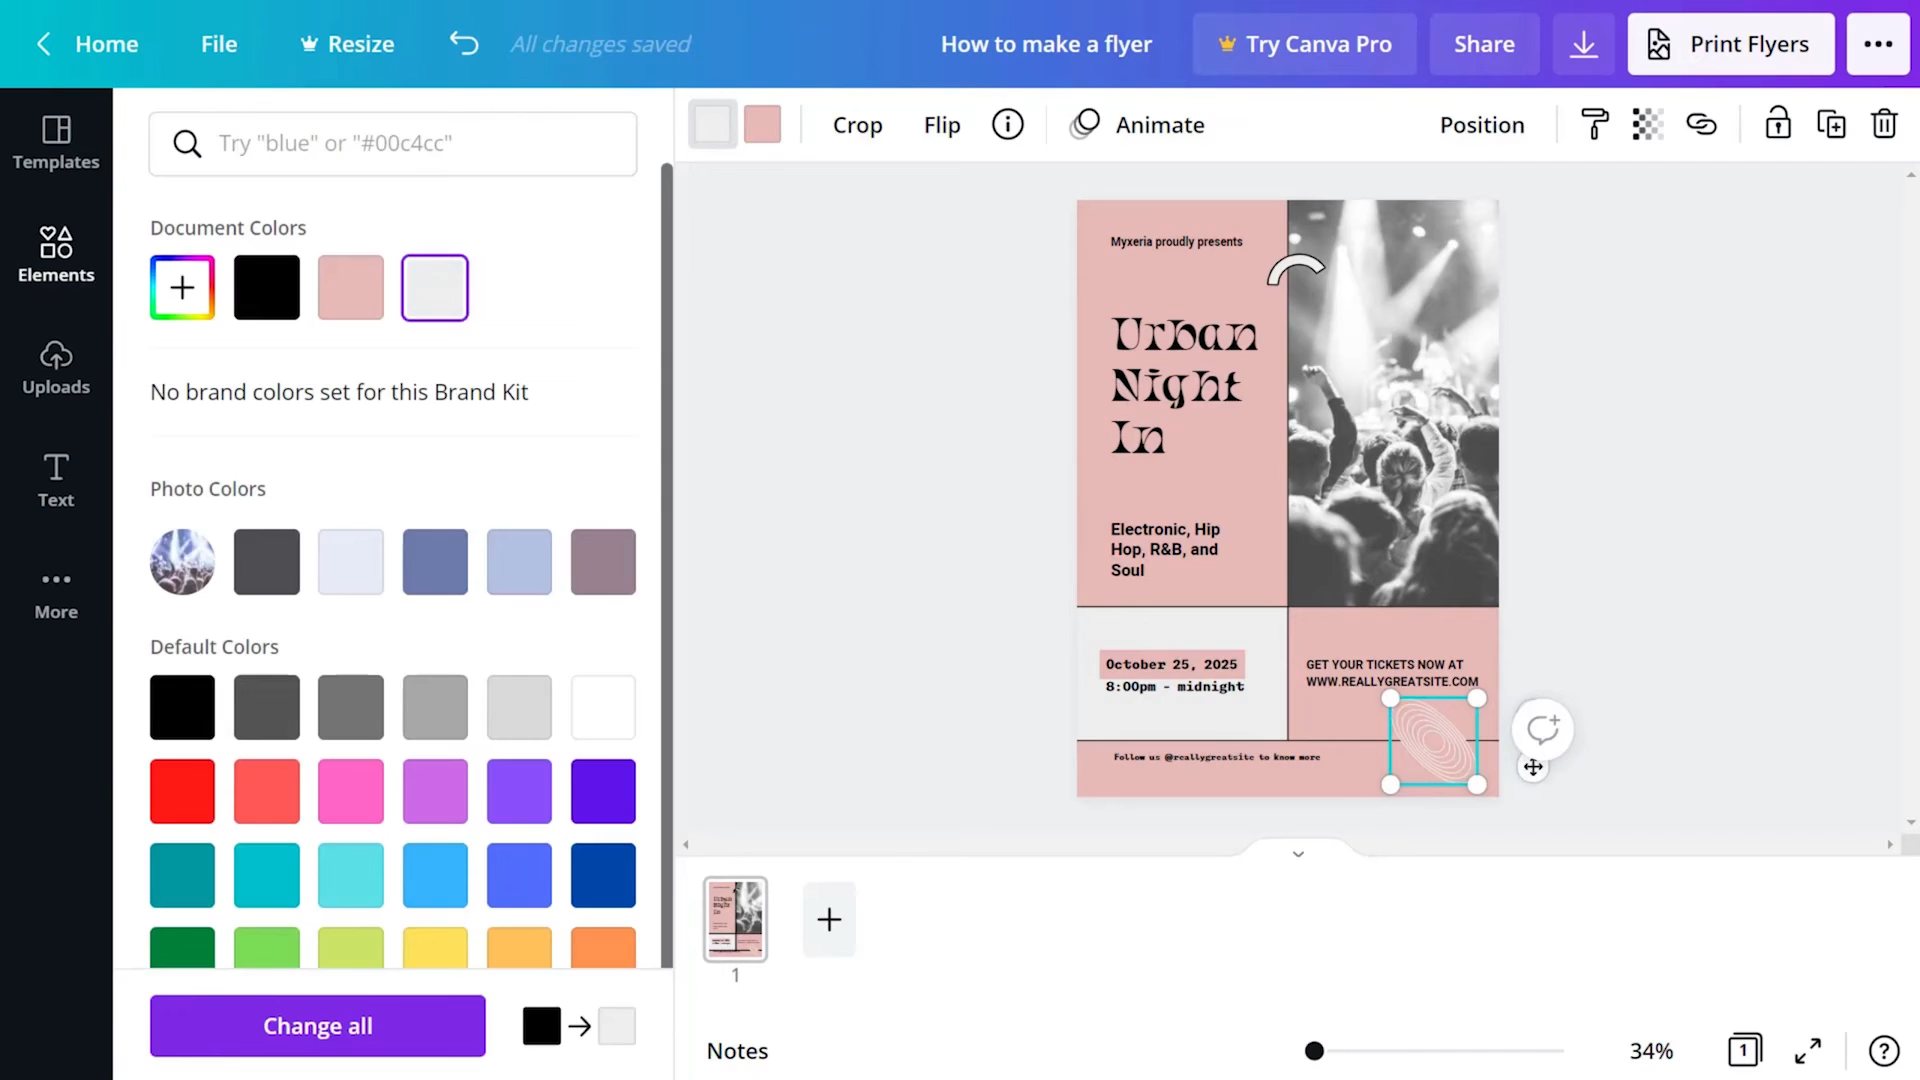 Home
File
Resize
All changes saved
How to make a flyer
Try Canva Pro
Share
Print Flyers
Templates
Elements
Uploads
Text
More
Try "blue" or "#00c4cc"
Document Colors
No brand colors set for this Brand Kit
Photo Colors
Default Colors
Change all
Crop
Flip
Animate
Position
Myxeria proudly presents
Urban
Night
In
Electronic, Hip
Hop, R&B, and
Soul
October 25, 2025
8:00pm - midnight
GET YOUR TICKETS NOW AT
WWW.REALLYGREATSITE.COM
Follow us @reallygreatsite to know more
1
Notes
34%
1